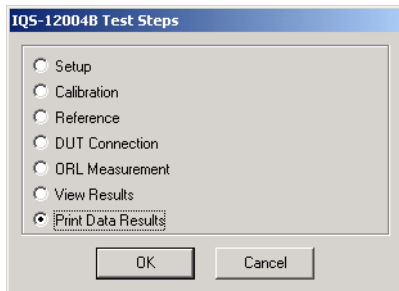 IQS-12004B Test Steps
Setup
Calibration
Reference
DUT Connection
ORL Measurement
View Results
Print Data Results
OK Cancel